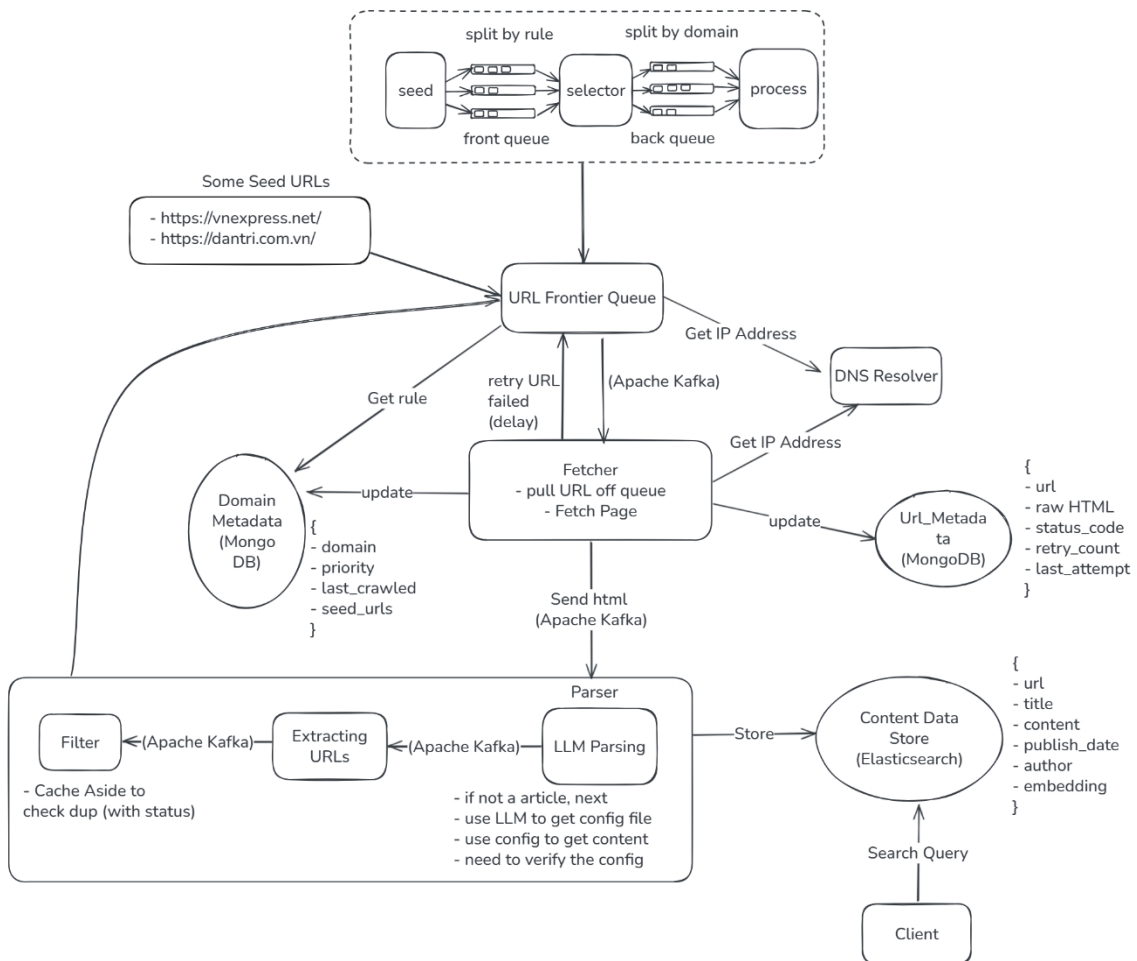 split by rule
split by domain
seed
selector
process
front queue
back queue
Some Seed URLs
- https://vnexpress.net/
- https://dantri.com.vn/
URL Frontier Queue
Get IP Address
DNS Resolver
retry URL
failed
(delay)
(Apache Kafka)
Get rule
Get IP Address
Fetcher
- pull URL off queue
- Fetch Page
update
update
Domain
Metadata
(Mongo
DB)
{
- domain
- priority
- last_crawled
- seed_urls
}
Url_Metada
ta
(MongoDB)
{
- url
- raw HTML
- status_code
- retry_count
- last_attempt
}
Send html
(Apache Kafka)
Parser
Filter
(Apache Kafka)
Extracting
URLs
(Apache Kafka)
LLM Parsing
- Cache Aside to
check dup (with status)
- if not a article, next
- use LLM to get config file
- use config to get content
- need to verify the config
Store
Content Data
Store
(Elasticsearch)
{
- url
- title
- content
- publish_date
- author
- embedding
}
Search Query
Client